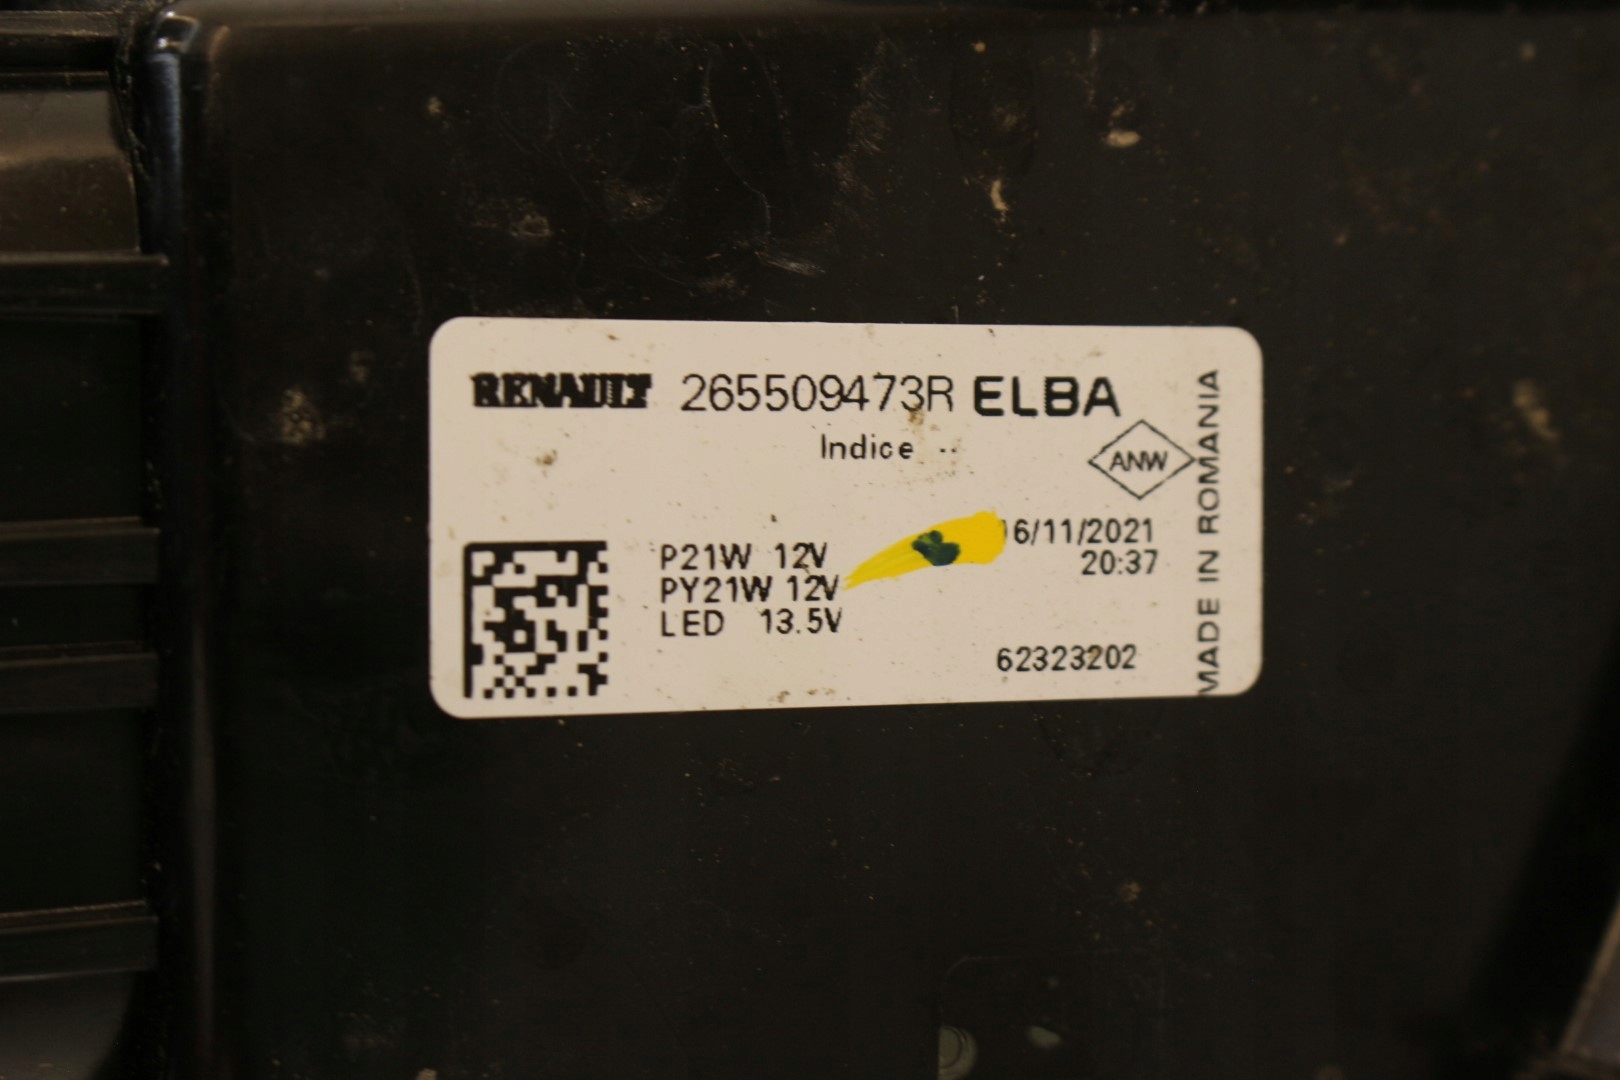 RENAULT 265509473R ELBA
Indice --
ANW
MADE IN ROMANIA
16/11/2021
20:37
P21W 12V
PY21W 12V
LED 13.5V
62323202